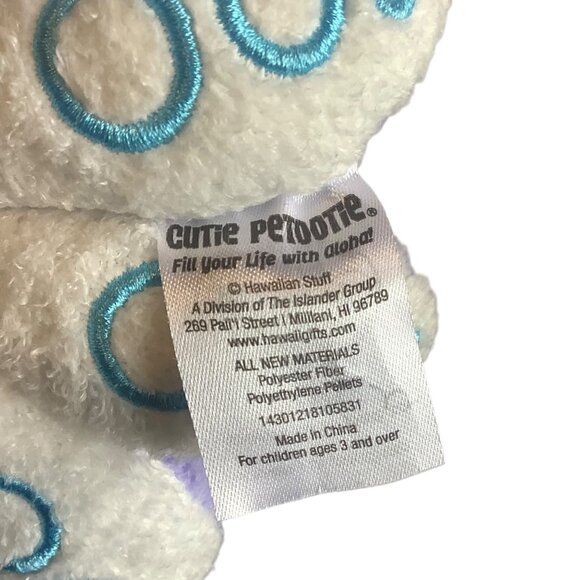 CUTiE PETOOTiE®
Fill Your Life with aloha!
© Hawaiian Stuff
A Division of The Islander Group
269 Pali'i Street | Mililani, HI 96789
www.hawaiigifts.com
ALL NEW MATERIALS
Polyester Fiber
Polyethylene Pellets
14301218105831
Made in China
For children ages 3 and over